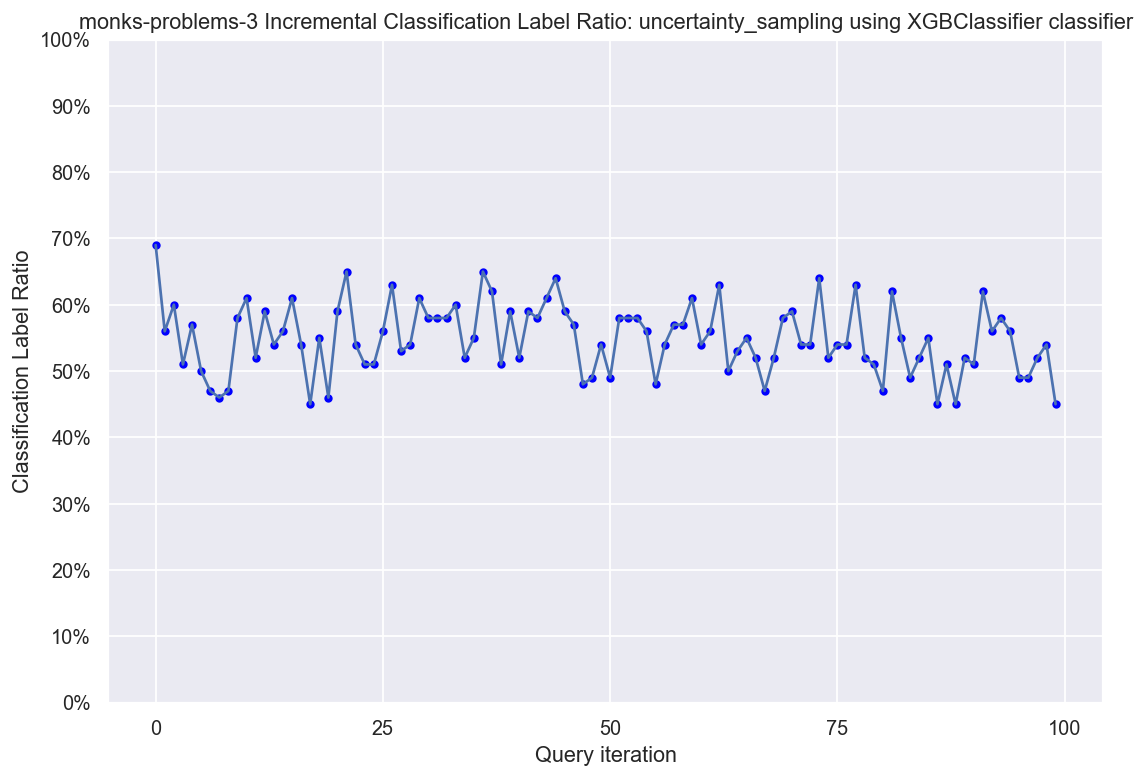 monks-problems-3 Incremental Classification Label Ratio: uncertainty_sampling using XGBClassifier classifier
100%
90%
80%
70%
60%
50%
40%
30%
20%
10%
0%
Classification Label Ratio
0 25 50 75 100
Query iteration